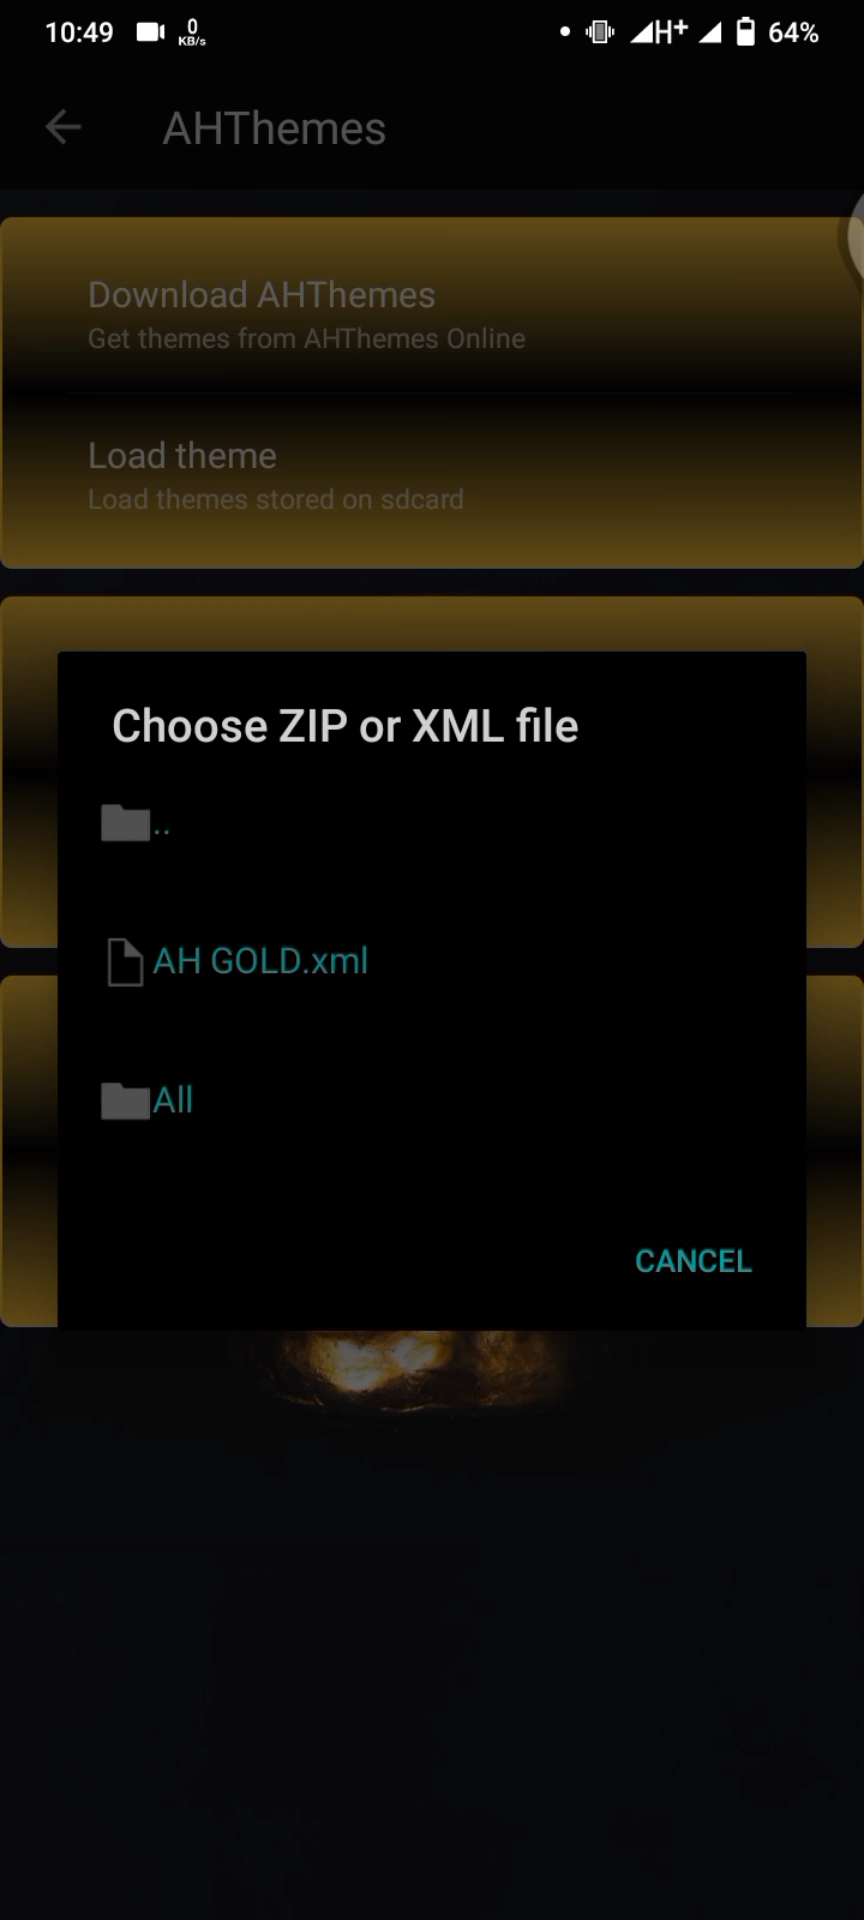 10:49 0 KB/s H+ 64%
AHThemes
Download AHThemes
Get themes from AHThemes Online
Load theme
Load themes stored on sdcard
Choose ZIP or XML file
..
AH GOLD.xml
All
CANCEL